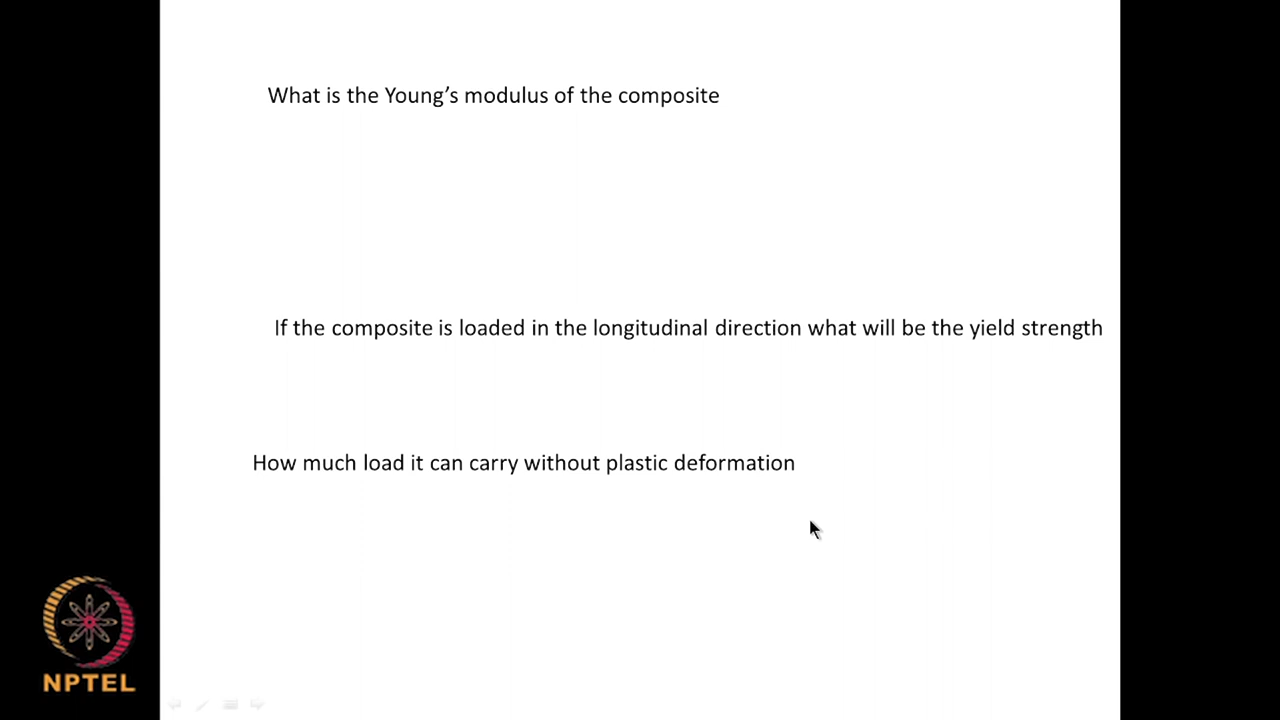 What is the Young’s modulus of the composite
If the composite is loaded in the longitudinal direction what will be the yield strength
How much load it can carry without plastic deformation
NPTEL